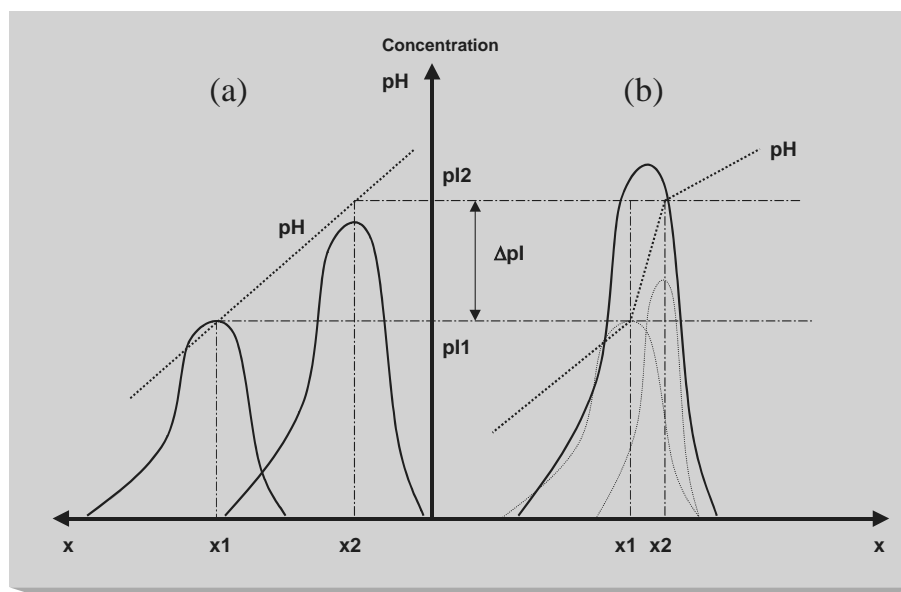 Concentration
pH
(a)
(b)
pH
pI2
pH
ΔpI
pI1
x
x1
x2
x1
x2
x